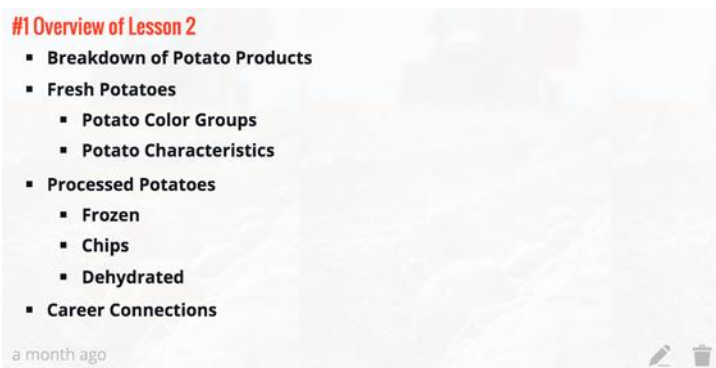 #1 Overview of Lesson 2
▪ Breakdown of Potato Products
▪ Fresh Potatoes
▪ Potato Color Groups
▪ Potato Characteristics
▪ Processed Potatoes
▪ Frozen
▪ Chips
▪ Dehydrated
▪ Career Connections
a month ago